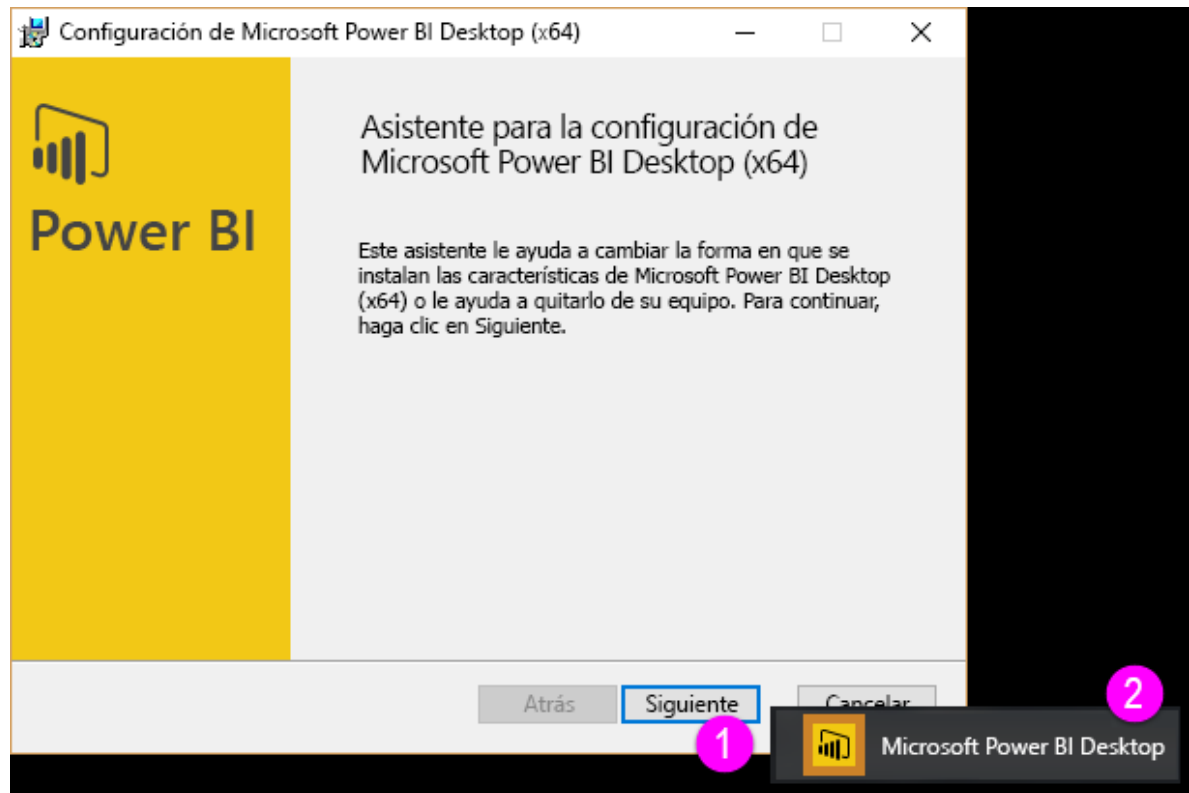 Configuración de Microsoft Power BI Desktop (x64)
Power BI
Asistente para la configuración de
Microsoft Power BI Desktop (x64)
Este asistente le ayuda a cambiar la forma en que se
instalan las características de Microsoft Power BI Desktop
(x64) o le ayuda a quitarlo de su equipo. Para continuar,
haga clic en Siguiente.
Atrás
Siguiente
Cancelar
1
2
Microsoft Power BI Desktop